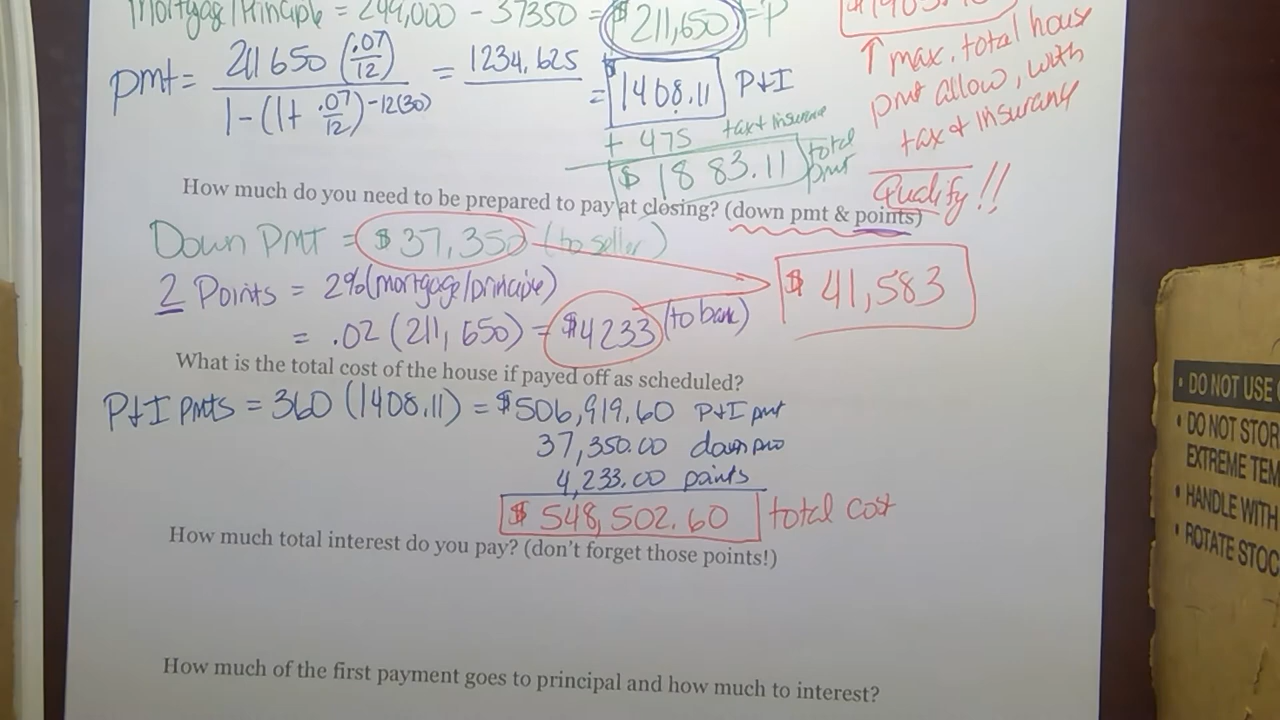 Mortgage/Principle = 249,000 - 37350 = $211,650 = P
pmt = 211650 (.07/12) / 1-(1+ .07/12)^-12(30) = 1234.625 = $1408.11 P+I
+ 475 tax + insurance
$1883.11 total pmt
↑ max. total house
pmt allow, with
tax + insurance
Qualify!!
How much do you need to be prepared to pay at closing? (down pmt & points)
Down Pmt = $37,350 (to seller)
2 Points = 2% (mortgage/principle)
= .02 (211,650) = $4233 (to bank)
$ 41,583
What is the total cost of the house if payed off as scheduled?
P+I pmts = 360 (1408.11) = $506,919.60 P+I pmt
37,350.00 down
4,233.00 points
$ 548,502.60 total cost
How much total interest do you pay? (don't forget those points!)
How much of the first payment goes to principal and how much to interest?
• DO NOT USE
• DO NOT STOR
EXTREME TEM
• HANDLE WITH
• ROTATE STOC